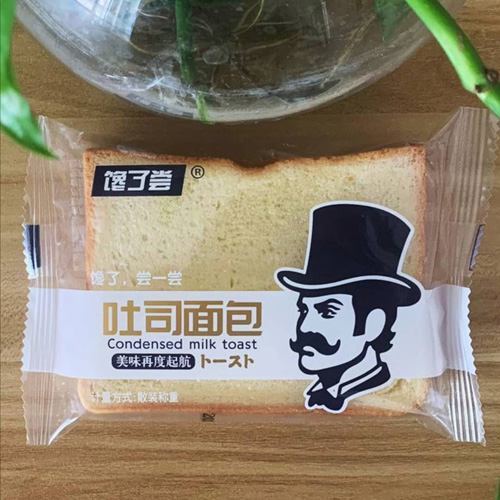 馋了尝®
馋了，尝一尝
吐司面包
Condensed milk toast
美味再度起航 トースト
计量方式:散装称重